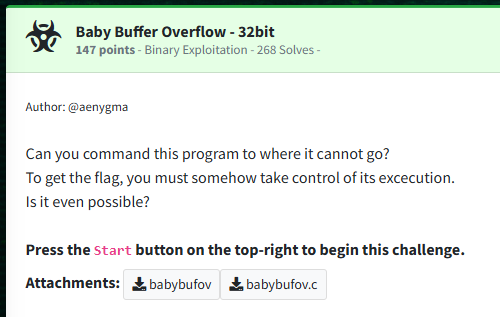 Baby Buffer Overflow - 32bit
147 points - Binary Exploitation - 268 Solves -
Author: @aenygma
Can you command this program to where it cannot go?
To get the flag, you must somehow take control of its excecution.
Is it even possible?
Press the Start button on the top-right to begin this challenge.
Attachments: babybufov babybufov.c